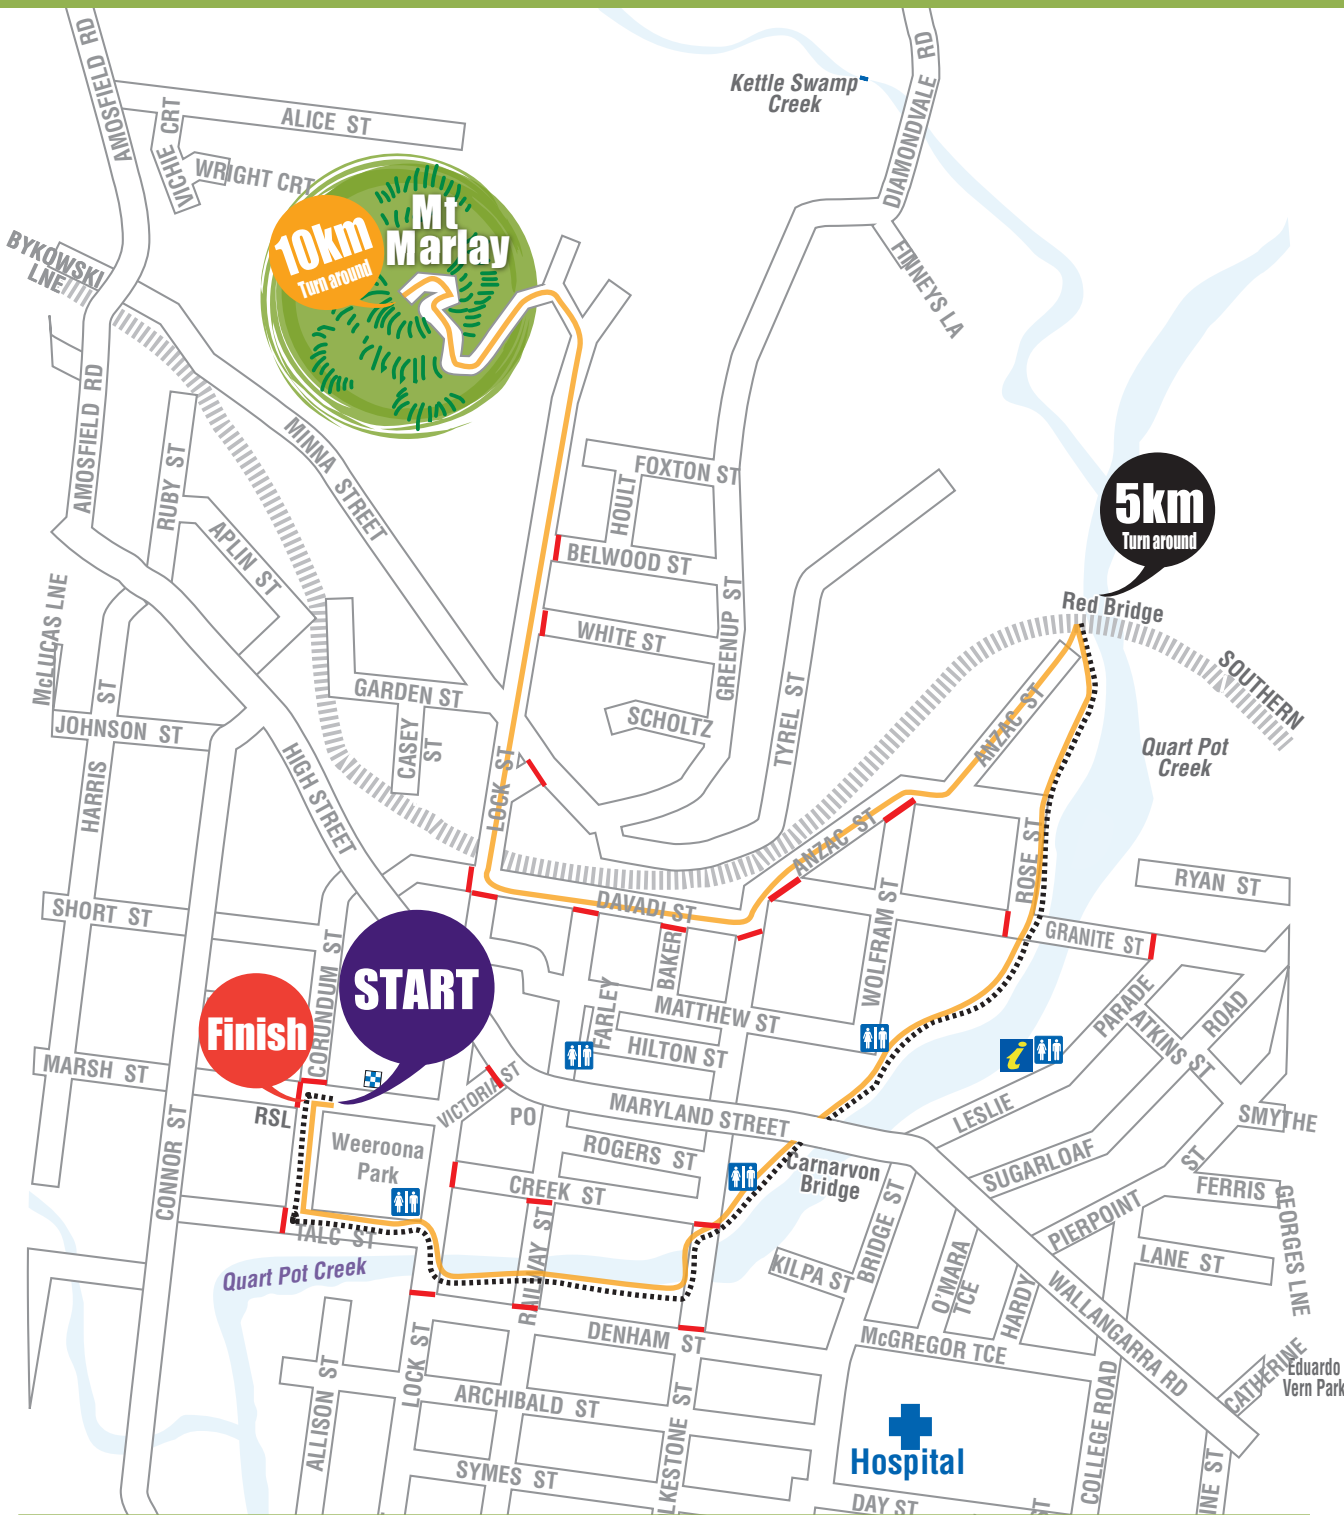 AMOSFIELD RD
ALICE ST
VICHE CRT
WRIGHT CRT
Kettle Swamp
Creek
DIAMONDVALE RD
FINNEYS LA
BYKOWSKI
LNE
10km
Turn around
Mt
Marlay
AMOSFIELD RD
RUBY ST
MINNA STREET
APLIN ST
FOXTON ST
HOULT
BELWOOD ST
WHITE ST
GREENUP ST
SCHOLTZ
TYREL ST
5km
Turn around
Red Bridge
SOUTHERN
Quart Pot
Creek
McLUCAS LNE
JOHNSON ST
HARRIS ST
GARDEN ST
CASEY
ST
HIGH STREET
LOCK ST
ANZAC ST
ANZAC ST
ROSE ST
RYAN ST
SHORT ST
CORUNDUM ST
START
DAVADI ST
BAKER
WOLFRAM ST
GRANITE ST
Finish
FARLEY
MATTHEW ST
HILTON ST
PARADE
ATKINS ST
ROAD
MARSH ST
RSL
VICTORIA ST
PO
MARYLAND STREET
LESLIE
SMYTHE
Weeroona
Park
ROGERS ST
CREEK ST
Carnarvon
Bridge
SUGARLOAF
ST
FERRIS
GEORGES LNE
CONNOR ST
TALC ST
RAILWAY ST
PIERPOINT
LANE ST
Quart Pot Creek
KILPA ST
BRIDGE ST
O'MARA
TCE
HARDY
WALLANGARRA RD
DENHAM ST
McGREGOR TCE
LOCK ST
ALLISON ST
ARCHIBALD ST
LKESTONE ST
COLLEGE ROAD
CATHERINE
Eduardo
Vern Park
Hospital
SYMES ST
DAY ST
ST
INE ST